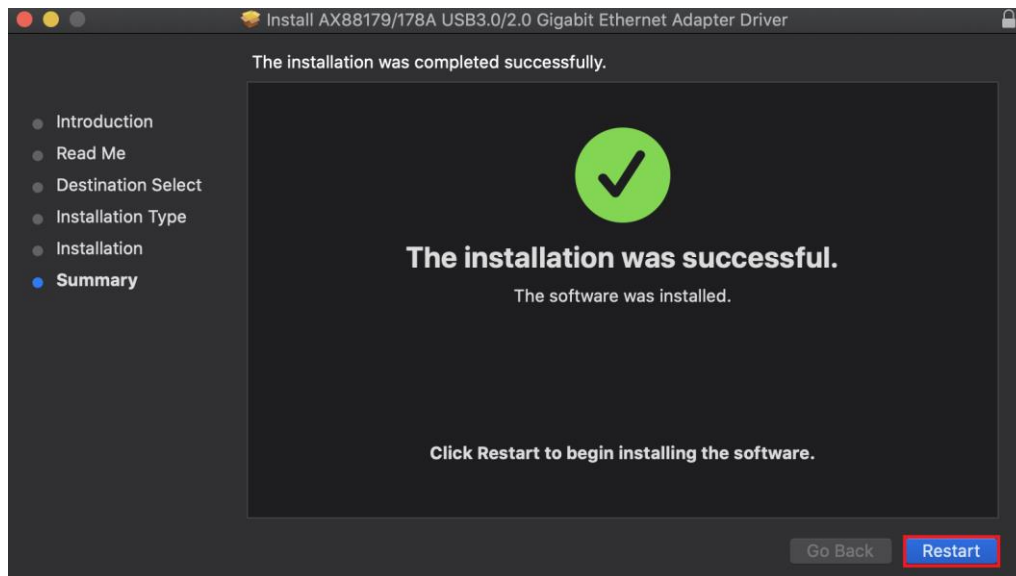 Install AX88179/178A USB3.0/2.0 Gigabit Ethernet Adapter Driver
The installation was completed successfully.
Introduction
Read Me
Destination Select
Installation Type
Installation
Summary
The installation was successful.
The software was installed.
Click Restart to begin installing the software.
Go Back
Restart